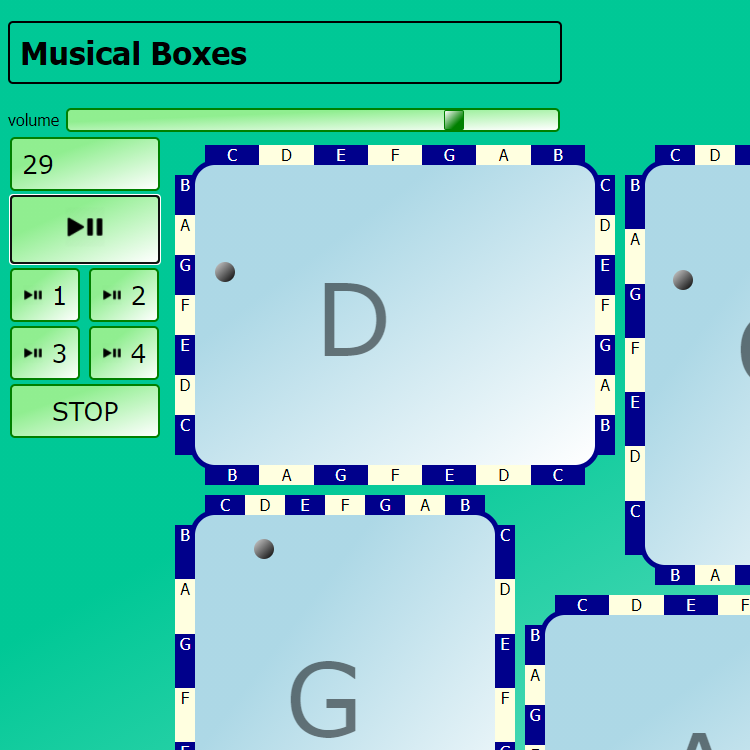 Musical Boxes
volume
29
1
2
3
4
STOP
C D E F G A B
B A G F E D C
D
C D E F G A B
B A G F E D C
C D
B A G F E D C
B A
C D E F G A B
B A G F
G
C D E F
C D E F
B A G